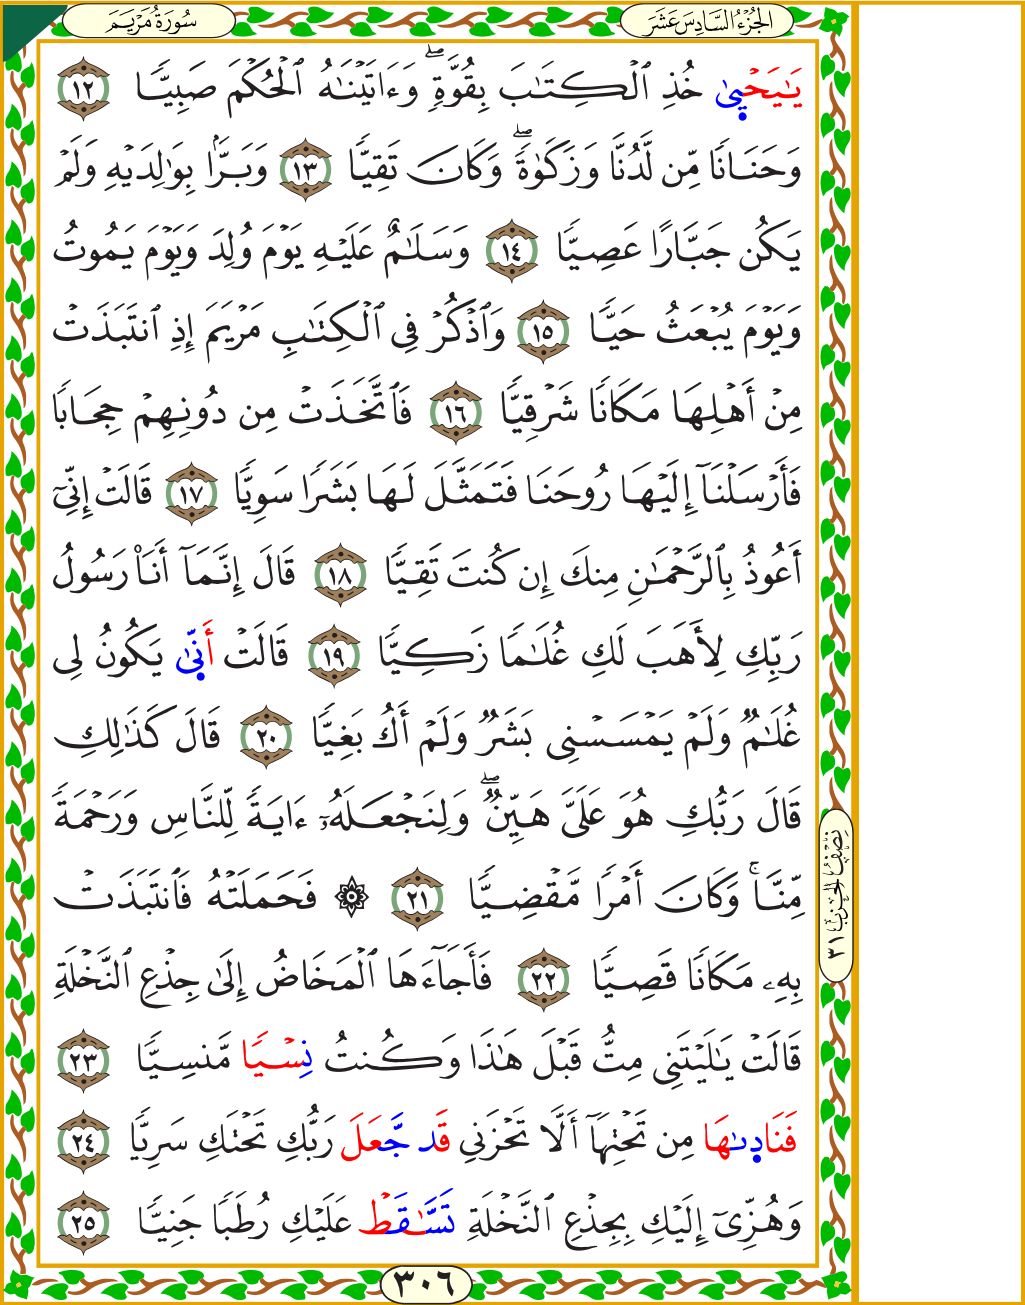 سُورَةُ مَرْيَمَ
الجُزْءُ السَّادِسَ عَشَرَ
يَٰيَحْيٜىٰ خُذِ ٱلْكِتَٰبَ بِقُوَّةٍۖ وَءَاتَيْنَٰهُ ٱلْحُكْمَ صَبِيًّا ١٢
وَحَنَانًا مِّن لَّدُنَّا وَزَكَوٰةًۖ وَكَانَ تَقِيًّا ١٣ وَبَرًّۢا بِوَٰلِدَيْهِ وَلَمْ
يَكُن جَبَّارًا عَصِيًّا ١٤ وَسَلَٰمٌ عَلَيْهِ يَوْمَ وُلِدَ وَيَوْمَ يَمُوتُ
وَيَوْمَ يُبْعَثُ حَيًّا ١٥ وَٱذْكُرْ فِى ٱلْكِتَٰبِ مَرْيَمَ إِذِ ٱنتَبَذَتْ
مِنْ أَهْلِهَا مَكَانًا شَرْقِيًّا ١٦ فَٱتَّخَذَتْ مِن دُونِهِمْ حِجَابًا
فَأَرْسَلْنَآ إِلَيْهَا رُوحَنَا فَتَمَثَّلَ لَهَا بَشَرًا سَوِيًّا ١٧ قَالَتْ إِنِّىٓ
أَعُوذُ بِٱلرَّحْمَٰنِ مِنكَ إِن كُنتَ تَقِيًّا ١٨ قَالَ إِنَّمَآ أَنَا۠ رَسُولُ
رَبِّكِ لِأَهَبَ لَكِ غُلَٰمًا زَكِيًّا ١٩ قَالَتْ أَنّٜىٰ يَكُونُ لِى
غُلَٰمٌ وَلَمْ يَمْسَسْنِى بَشَرٌ وَلَمْ أَكُ بَغِيًّا ٢٠ قَالَ كَذَٰلِكِ
قَالَ رَبُّكِ هُوَ عَلَىَّ هَيِّنٌۖ وَلِنَجْعَلَهُۥٓ ءَايَةً لِّلنَّاسِ وَرَحْمَةً
مِّنَّاۚ وَكَانَ أَمْرًا مَّقْضِيًّا ٢١ ۞ فَحَمَلَتْهُ فَٱنتَبَذَتْ
بِهِۦ مَكَانًا قَصِيًّا ٢٢ فَأَجَآءَهَا ٱلْمَخَاضُ إِلَىٰ جِذْعِ ٱلنَّخْلَةِ
قَالَتْ يَٰلَيْتَنِى مِتُّ قَبْلَ هَٰذَا وَكُنتُ نِسْيًا مَّنسِيًّا ٢٣
فَنَادٜىٰهَا مِن تَحْتِهَآ أَلَّا تَحْزَنِى قَد جَّعَلَ رَبُّكِ تَحْتَكِ سَرِيًّا ٢٤
وَهُزِّىٓ إِلَيْكِ بِجِذْعِ ٱلنَّخْلَةِ تَسَّٰقَطْ عَلَيْكِ رُطَبًا جَنِيًّا ٢٥
نِصْفُ الحِزْبِ ٣١
٣٠٦